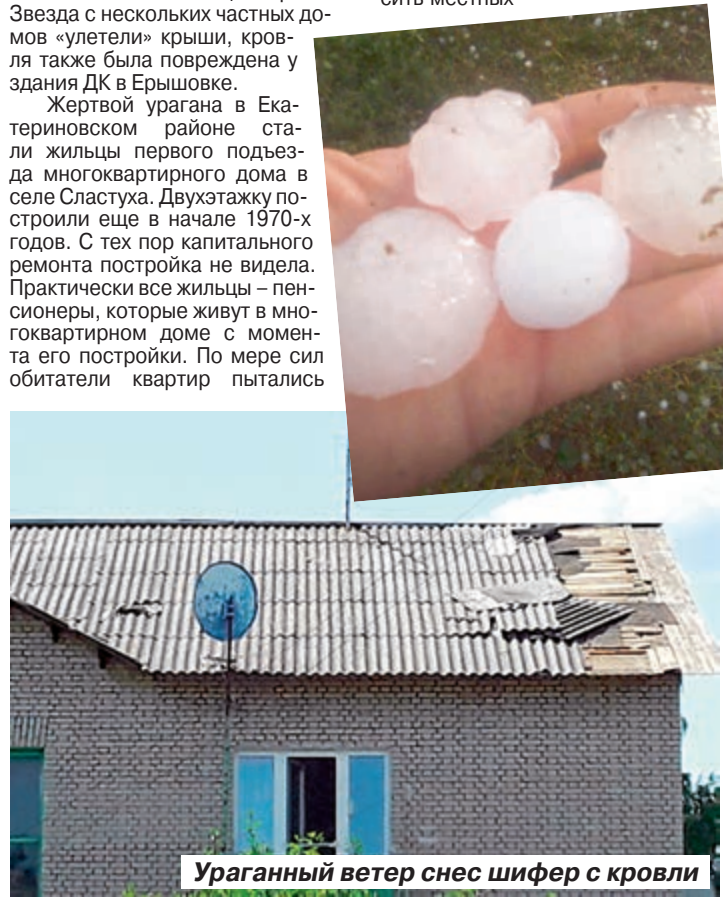 Звезда с нескольких частных до-
мов «улетели» крыши, кров-
ля также была повреждена у
здания ДК в Ерышовке.
Жертвой урагана в Ека-
териновском районе ста-
ли жильцы первого подъез-
да многоквартирного дома в
селе Сластуха. Двухэтажку по-
строили еще в начале 1970-х
годов. С тех пор капитального
ремонта постройка не видела.
Практически все жильцы – пен-
сионеры, которые живут в мно-
гоквартирном доме с момен-
та его постройки. По мере сил
обитатели квартир пытались
сить местных
Ураганный ветер снес шифер с кровли